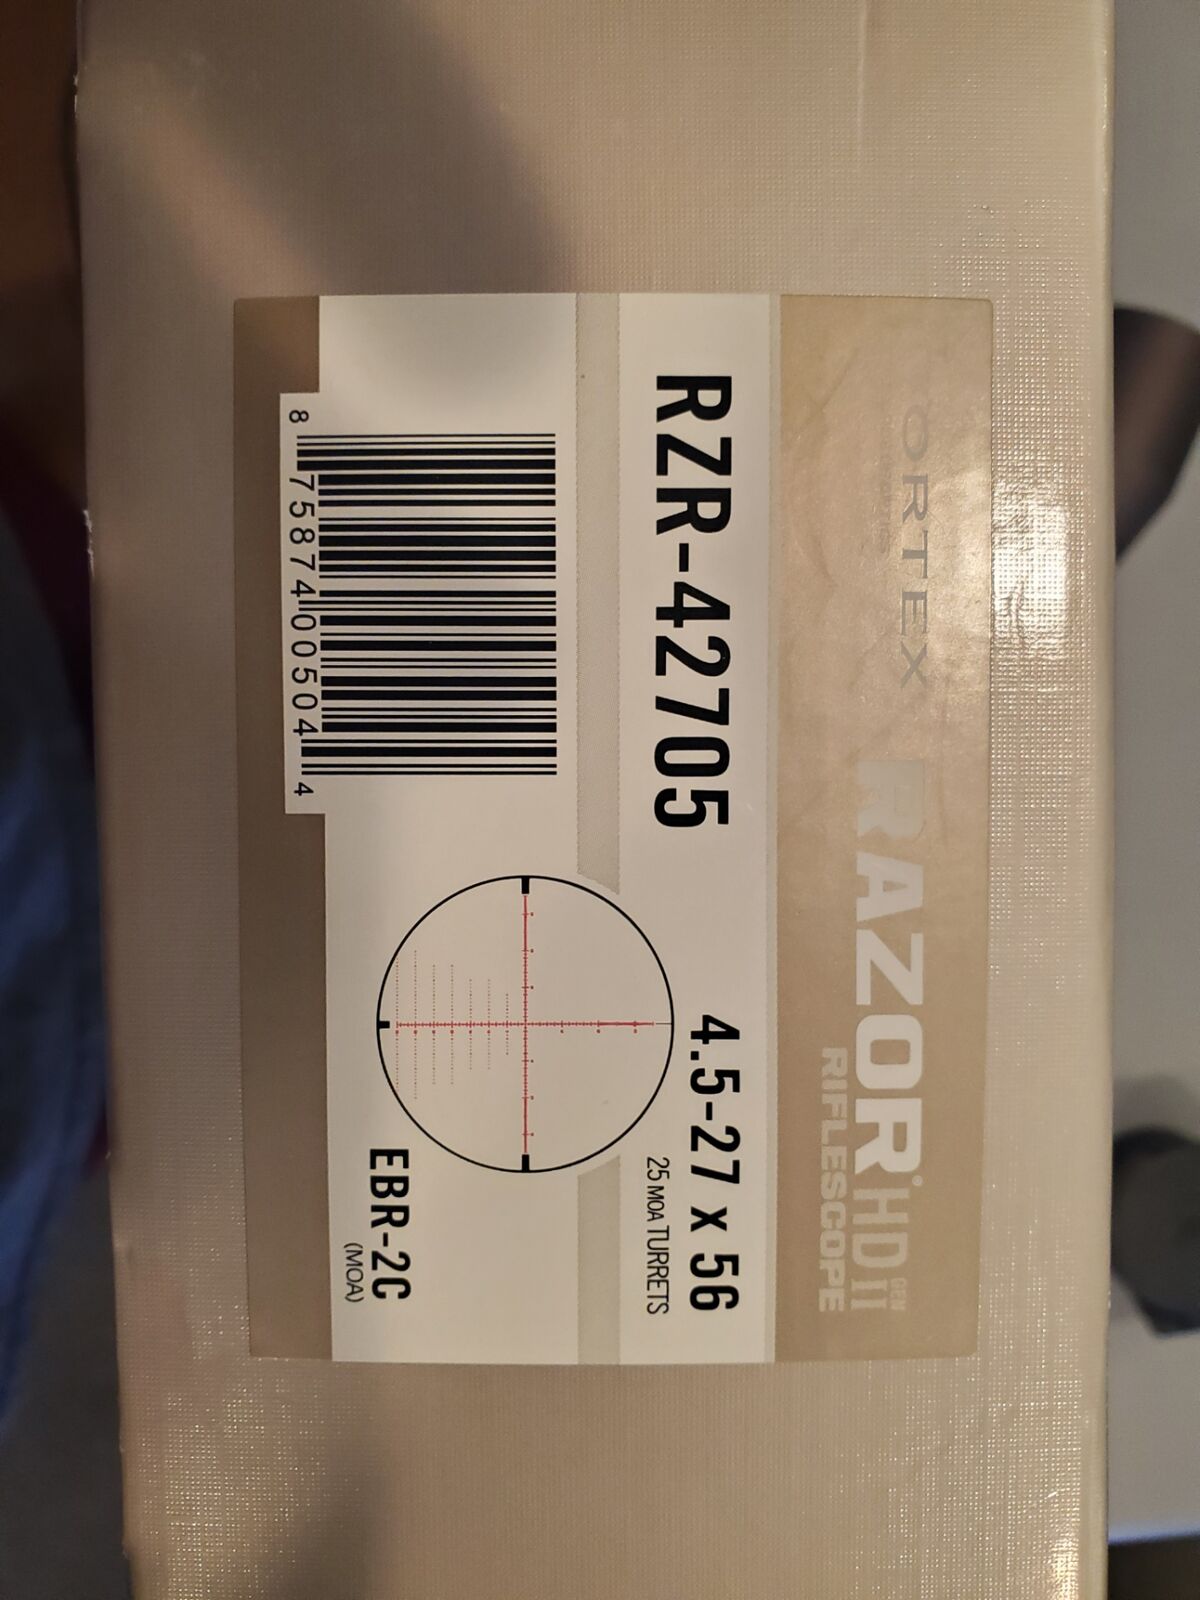 ORTEX RAZOR HD GEN II
RIFLESCOPE
RZR-42705
4.5-27 x 56
25 MOA TURRETS
EBR-2C
(MOA)
8 75874 00504 4